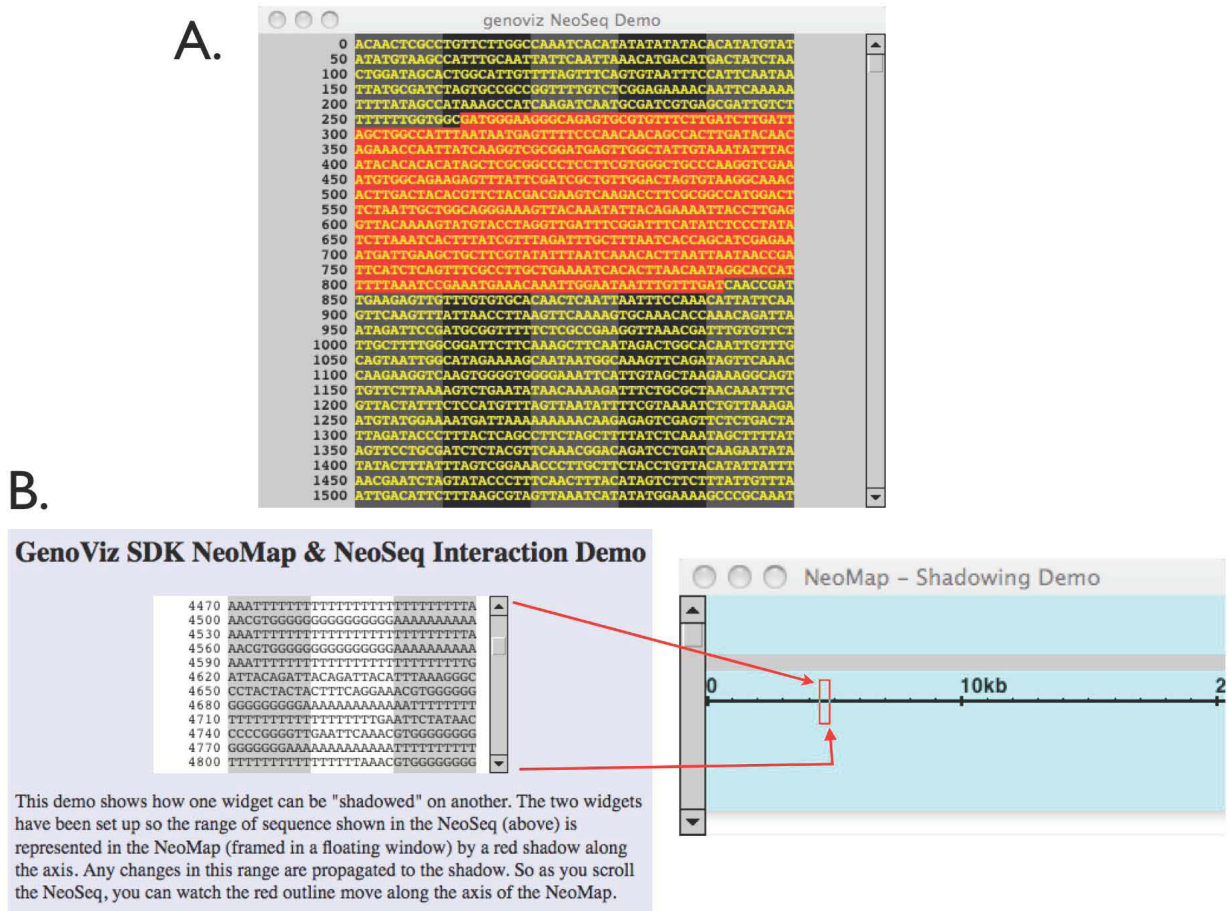 A.
genoviz NeoSeq Demo
0 ACAACTCGCCTGTTCTTGGCCAAATCACATATATATATACACATATGTAT
50 ATATGTAAGCCATTTGCAATTATTCAATTAAACATGACATGACTATCTAA
100 CTGGATAGCACTGGCATTGTTTTAGTTTCAGTGTAATTTCCATTCAATAA
150 TTATGCGATCTAGTGCCGCCGGTTTTGTCTCGGAGAAAACAATTCAAAAA
200 TTTTATAGCCATAAAGCCATCAAGATCAATGCGATCGTGAGCGATTGTCT
250 TTTTTTGGTGGCGATGGGAAGGGCAGAGTGCGTGTTTCTTGATCTTGATT
300 AGCTGGCCATTTAATAATGAGTTTTCCCAACAACAGCCACTTGATACAAC
350 AGAAACCAATTATCAAGGTCGCGGATGAGTTGGCTATTGTAAATATTTAC
400 ATACACACACATAGCTCGCGGCCCTCCTTCGTGGGCTGCCCAAGGTCGAA
450 ATGTGGCAGAAGAGTTTATTCGATCGCTGTTGGACTAGTGTAAGGCAAAC
500 ACTTGACTACACGTTCTACGACGAAGTCAAGACCTTCGCGGCCATGGACT
550 TCTAATTGCTGGCAGGGAAAGTTACAAATATTACAGAAAATTACCTTGAG
600 GTTACAAAAGTATGTACCTAGGTTGATTTCGGATTTCATATCTCCCTATA
650 TCTTAAATCACTTTATCGTTTAGATTTGCTTTAATCACCAGCATCGAGAA
700 ATGATTGAAGCTGCTTCGTATATTTAATCAAACACTTAATTAATAACCGA
750 TTCATCTCAGTTTCGCCTTGCTGAAAATCACACTTAACAATAGGCACCAT
800 TTTTAAATCCGAAATGAAACAAATTGGAATAATTTGTTTGATCAACCGAT
850 TGAAGAGTTGTTTGTGTGCACAACTCAATTAATTTCCAAACATTATTCAA
900 GTTCAAGTTTATTAACCTTAAGTTCAAAAGTGCAAACACCAAACAGATTA
950 ATAGATTCCGATGCGGTTTTTCTCGCCGAAGGTTAAACGATTTGTGTTCT
1000 TTGCTTTTGGCGGATTCTTCAAAGCTTCAATAGACTGGCACAATTGTTTG
1050 CAGTAATTGGCATAGAAAAGCAATAATGGCAAAGTTCAGATAGTTCAAAC
1100 CAAGAAGGTCAAGTGGGGTGGGGAAATTCATTGTAGCTAAGAAAGGCAGT
1150 TGTTCTTAAAAGTCTGAATATAACAAAAGATTTCTGCGCTAACAAATTTC
1200 GTTACTATTTCTCCATGTTTAGTTAATATTTTCGTAAAATCTGTTAAAGA
1250 ATGTATGGAAAATGATTAAAAAAAAACAAGAGAGTCGAGTTCTCTGACTA
1300 TTAGATACCCTTTACTCAGCCTTCTAGCTTTTATCTCAAATAGCTTTTAT
1350 AGTTCCTGCGATCTCTACGTTCAAACGGACAGATCCTGATCAAGAATATA
1400 TATACTTTATTTAGTCGGAAACCCTTGCTTCTACCTGTTACATATTATTT
1450 AACGAATCTAGTATACCCTTTCAACTTTACATAGTCTTCTTTATTGTTTA
1500 ATTGACATTCTTTAAGCGTAGTTAAATCATATATGGAAAAGCCCGCAAAT
B.
GenoViz SDK NeoMap & NeoSeq Interaction Demo
4470 AAATTTTTTTTTTTTTTTTTTTTTTTTTTA
4500 AACGTGGGGGGGGGGGGGGGAAAAAAAAAA
4530 AAATTTTTTTTTTTTTTTTTTTTTTTTTTA
4560 AACGTGGGGGGGGGGGGGGGAAAAAAAAAA
4590 AAATTTTTTTTTTTTTTTTTTTTTTTTTTG
4620 ATTACAGATTACAGATTACATTTAAAGGGC
4650 CCTACTACTACTTTCAGGAAACGTGGGGGG
4680 GGGGGGGGGAAAAAAAAAAAAATTTTTTTT
4710 TTTTTTTTTTTTTTTTTTGAATTCTATAAC
4740 CCCCGGGGTTGAATTCAAACGTGGGGGGGG
4770 GGGGGGGAAAAAAAAAAAAATTTTTTTTTT
4800 TTTTTTTTTTTTTTTTAAACGTGGGGGGGG
This demo shows how one widget can be "shadowed" on another. The two widgets
have been set up so the range of sequence shown in the NeoSeq (above) is
represented in the NeoMap (framed in a floating window) by a red shadow along
the axis. Any changes in this range are propagated to the shadow. So as you scroll
the NeoSeq, you can watch the red outline move along the axis of the NeoMap.
NeoMap – Shadowing Demo
0 10kb 2